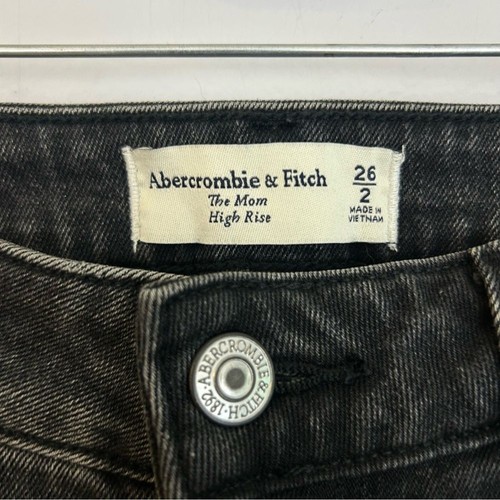 Abercrombie & Fitch
The Mom
High Rise
26
2
MADE IN
VIETNAM
ABERCROMBIE & FITCH · 1892 ·